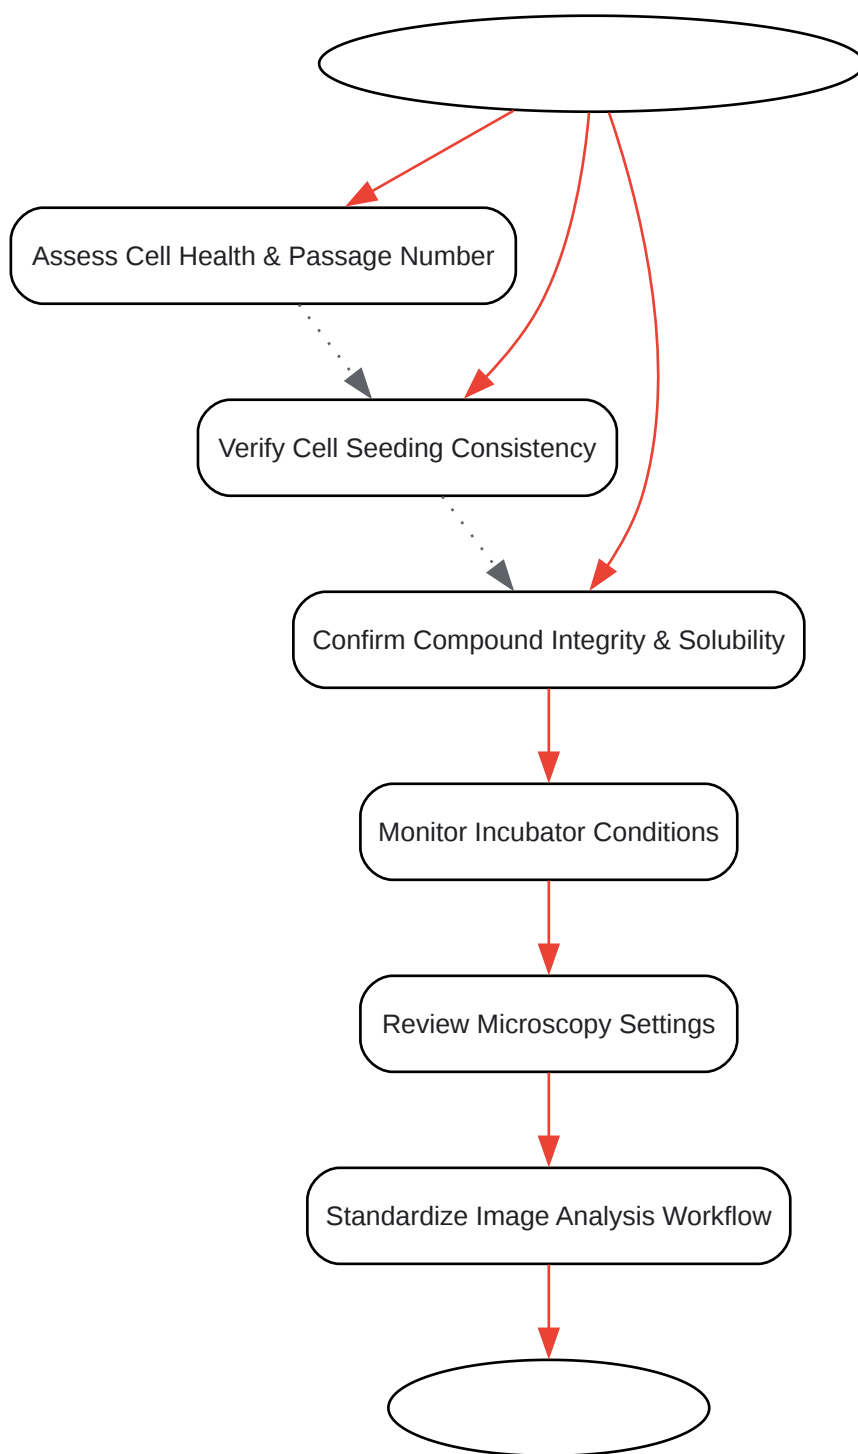 Assess Cell Health & Passage Number
Verify Cell Seeding Consistency
Confirm Compound Integrity & Solubility
Monitor Incubator Conditions
Review Microscopy Settings
Standardize Image Analysis Workflow